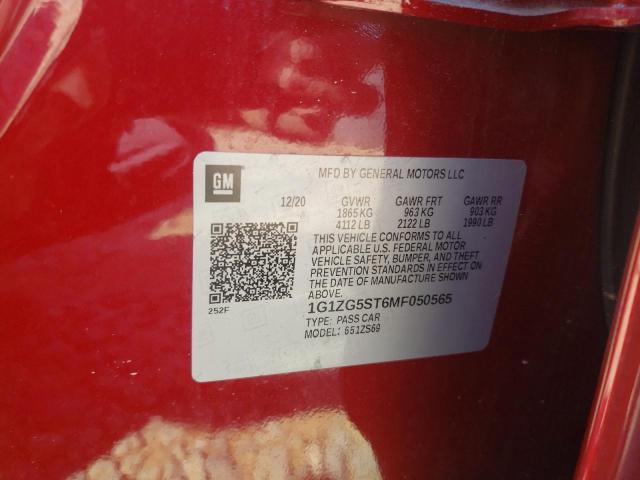 GM
MFD BY GENERAL MOTORS LLC
12/20 GVWR GAWR FRT GAWR RR
1865 KG 963 KG 903 KG
4112 LB 2122 LB 1990 LB
THIS VEHICLE CONFORMS TO ALL
APPLICABLE U.S. FEDERAL MOTOR
VEHICLE SAFETY, BUMPER, AND THEFT
PREVENTION STANDARDS IN EFFECT ON
THE DATE OF MANUFACTURE SHOWN
ABOVE.
252F
1G1ZG5ST6MF050565
TYPE: PASS CAR
MODEL: 651ZS69